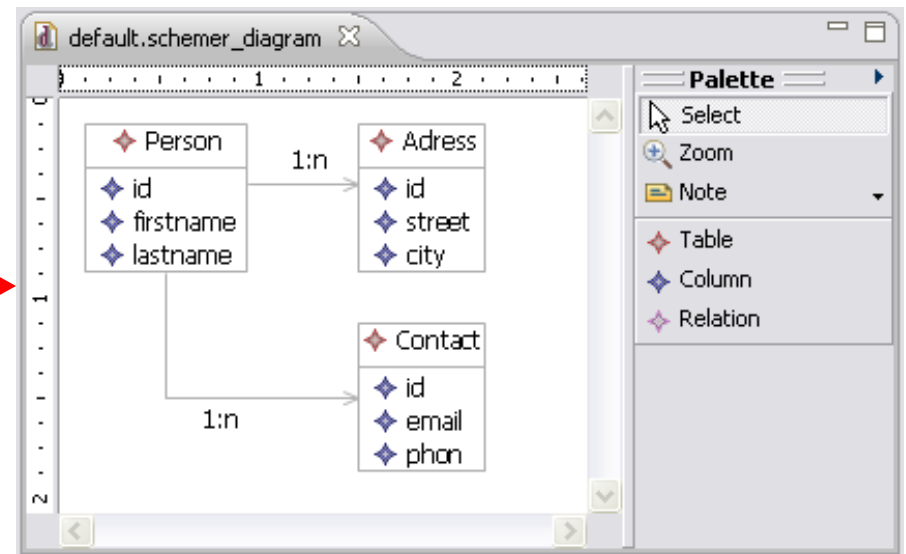 default.schemer_diagram
1 2
Palette
Select
Zoom
Note
Table
Column
Relation
0
1
2
Person
id
firstname
lastname
1:n
Adress
id
street
city
1:n
Contact
id
email
phon